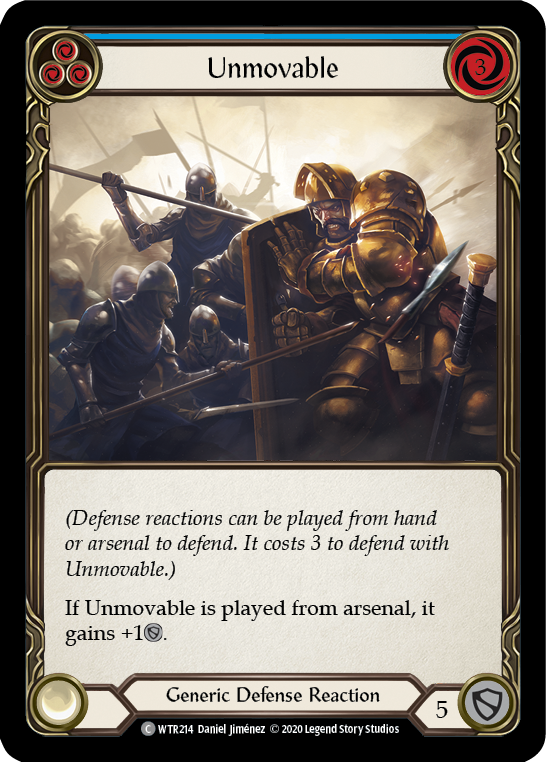 Unmovable
3
(Defense reactions can be played from hand
or arsenal to defend. It costs 3 to defend with
Unmovable.)
If Unmovable is played from arsenal, it
gains +1.
Generic Defense Reaction
5
C WTR214 Daniel Jiménez © 2020 Legend Story Studios